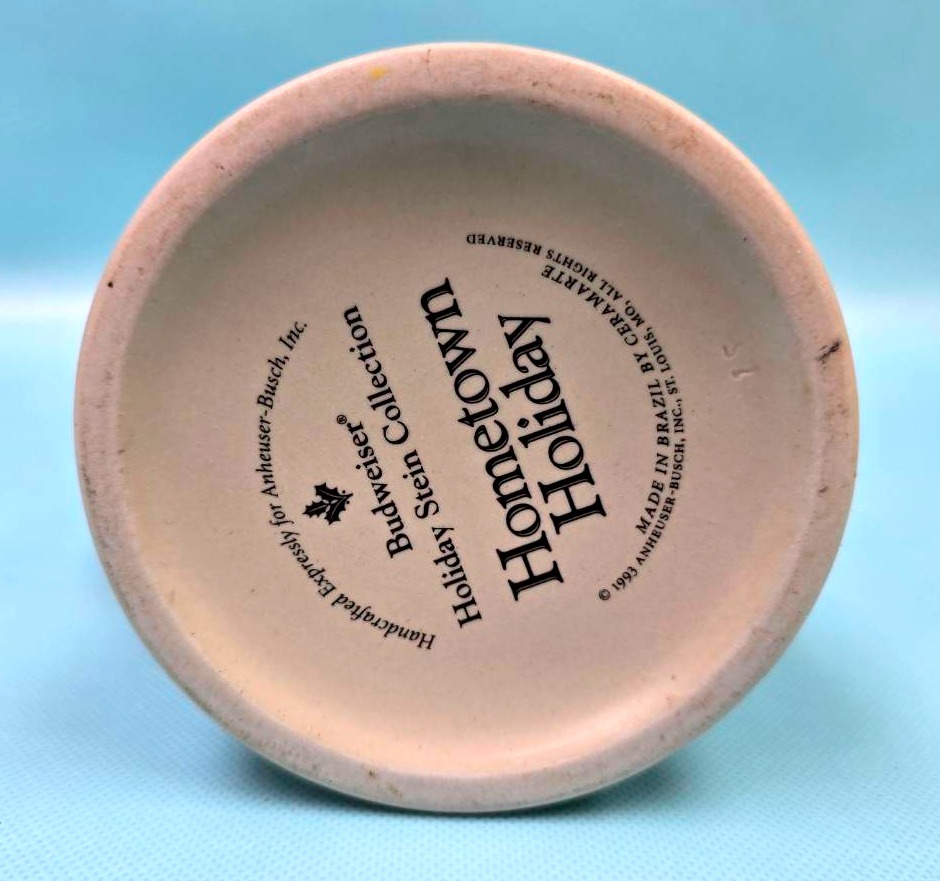 Handcrafted Expressly for Anheuser-Busch, Inc.
Budweiser®
Holiday Stein Collection
Hometown
Holiday
MADE IN BRAZIL BY CERAMARTE
© 1993 ANHEUSER-BUSCH, INC., ST. LOUIS, MO, ALL RIGHTS RESERVED